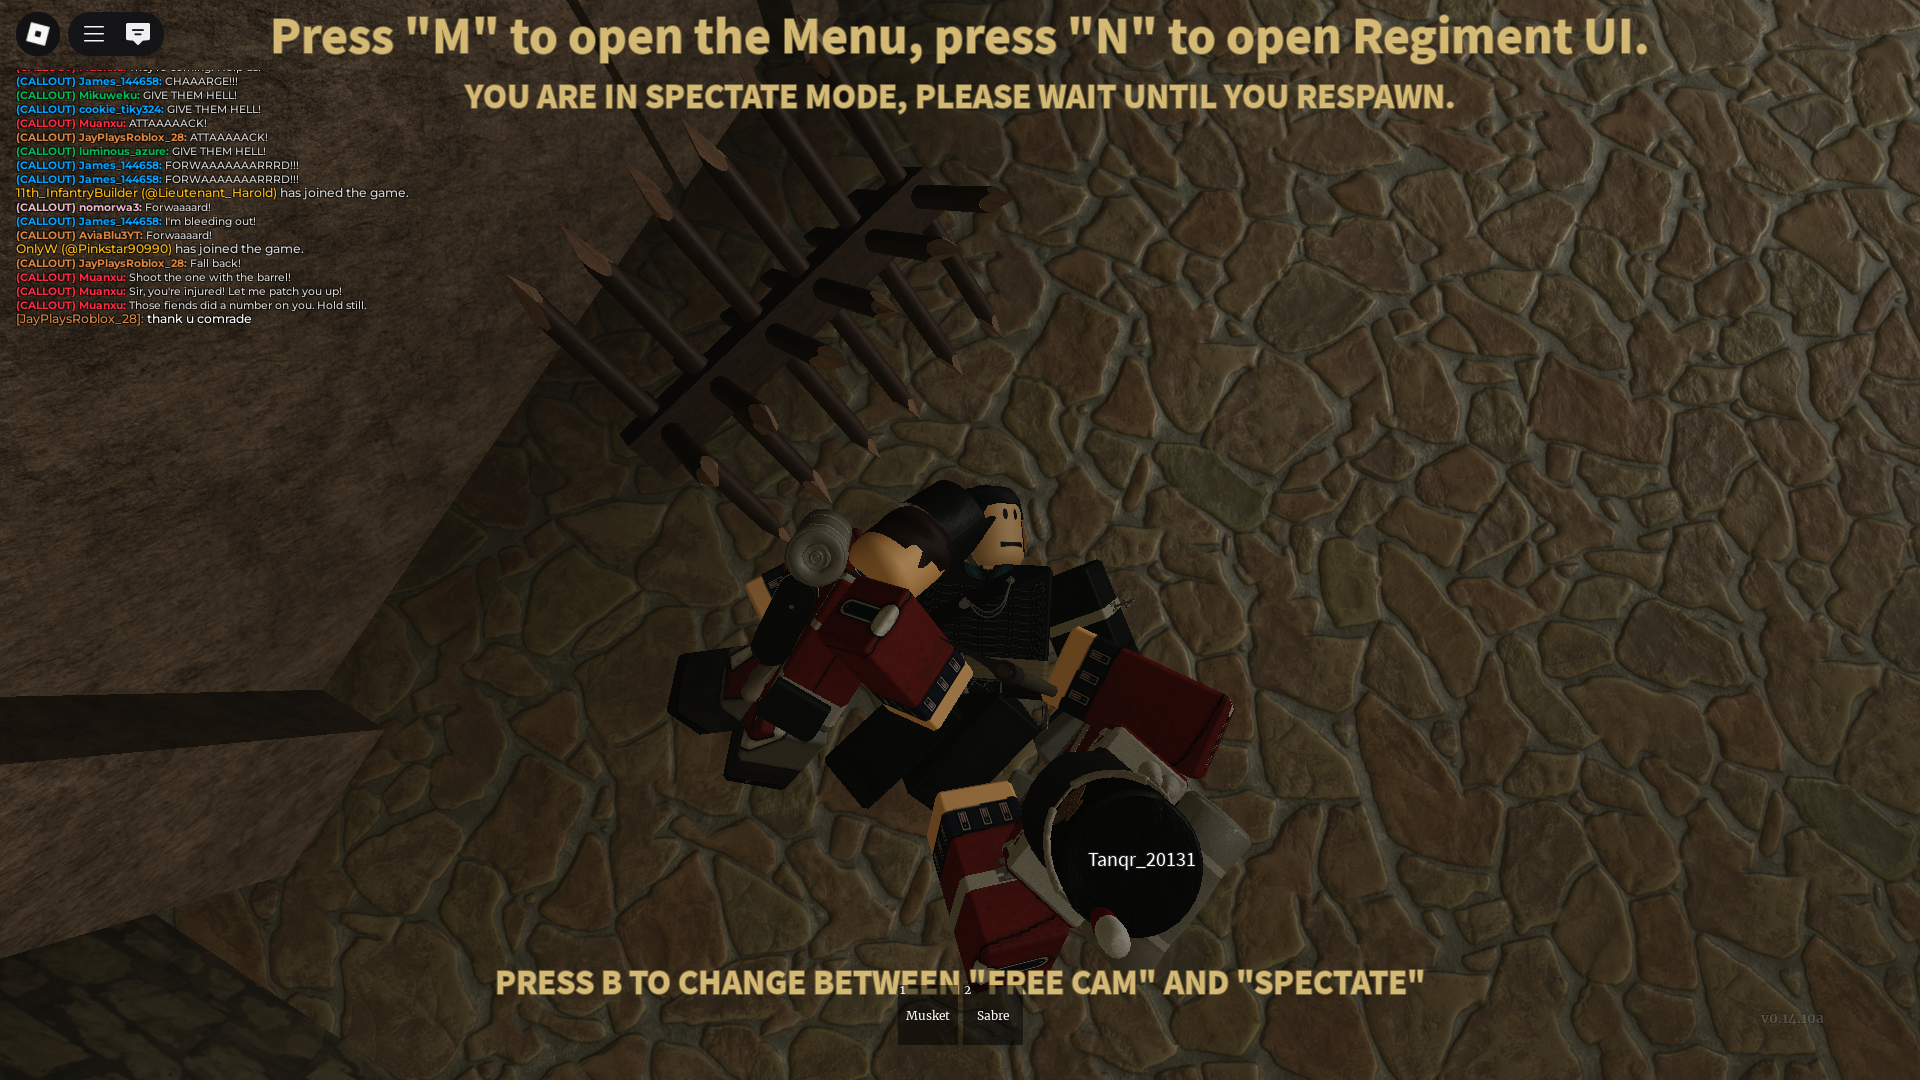 Press "M" to open the Menu, press "N" to open Regiment UI.
YOU ARE IN SPECTATE MODE, PLEASE WAIT UNTIL YOU RESPAWN.
(CALLOUT) James_144658: CHAAARGE!!!
(CALLOUT) Mikuweku: GIVE THEM HELL!
(CALLOUT) cookie_tiky324: GIVE THEM HELL!
(CALLOUT) Muanxu: ATTAAAAACK!
(CALLOUT) JayPlaysRoblox_28: ATTAAAAACK!
(CALLOUT) luminous_azure: GIVE THEM HELL!
(CALLOUT) James_144658: FORWAAAAAAARRRD!!!
(CALLOUT) James_144658: FORWAAAAAAARRRD!!!
11th_InfantryBuilder (@Lieutenant_Harold) has joined the game.
(CALLOUT) nomorwa3: Forwaaaard!
(CALLOUT) James_144658: I'm bleeding out!
(CALLOUT) AviaBlu3YT: Forwaaaard!
OnlyW (@Pinkstar90990) has joined the game.
(CALLOUT) JayPlaysRoblox_28: Fall back!
(CALLOUT) Muanxu: Shoot the one with the barrel!
(CALLOUT) Muanxu: Sir, you're injured! Let me patch you up!
(CALLOUT) Muanxu: Those fiends did a number on you. Hold still.
[JayPlaysRoblox_28]: thank u comrade
Tanqr_20131
PRESS B TO CHANGE BETWEEN "FREE CAM" AND "SPECTATE"
1 2
Musket Sabre
v0.14.10a